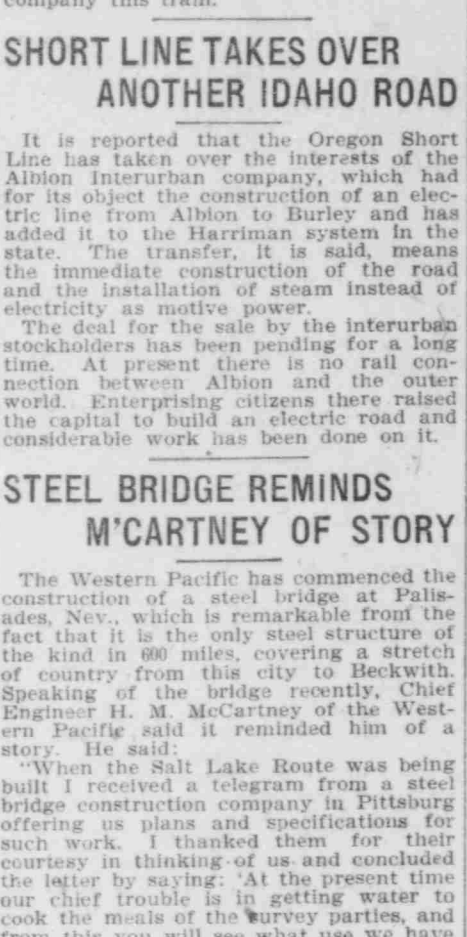 company this train.
SHORT LINE TAKES OVER
ANOTHER IDAHO ROAD
It is reported that the Oregon Short
Line has taken over the interests of the
Albion Interurban company, which had
for its object the construction of an elec-
tric line from Albion to Burley and has
added it to the Harriman system in the
state. The transfer, it is said, means
the immediate construction of the road
and the installation of steam instead of
electricity as motive power.
The deal for the sale by the interurban
stockholders has been pending for a long
time. At present there is no rail con-
nection between Albion and the outer
world. Enterprising citizens there raised
the capital to build an electric road and
considerable work has been done on it.
STEEL BRIDGE REMINDS
M'CARTNEY OF STORY
The Western Pacific has commenced the
construction of a steel bridge at Palis-
ades, Nev., which is remarkable from the
fact that it is the only steel structure of
the kind in 600 miles, covering a stretch
of country from this city to Beckwith.
Speaking of the bridge recently, Chief
Engineer H. M. McCartney of the West-
ern Pacific said it reminded him of a
story. He said:
"When the Salt Lake Route was being
built I received a telegram from a steel
bridge construction company in Pittsburg
offering us plans and specifications for
such work. I thanked them for their
courtesy in thinking of us and concluded
the letter by saying: 'At the present time
our chief trouble is in getting water to
cook the meals of the survey parties, and
from this you will see what use we have